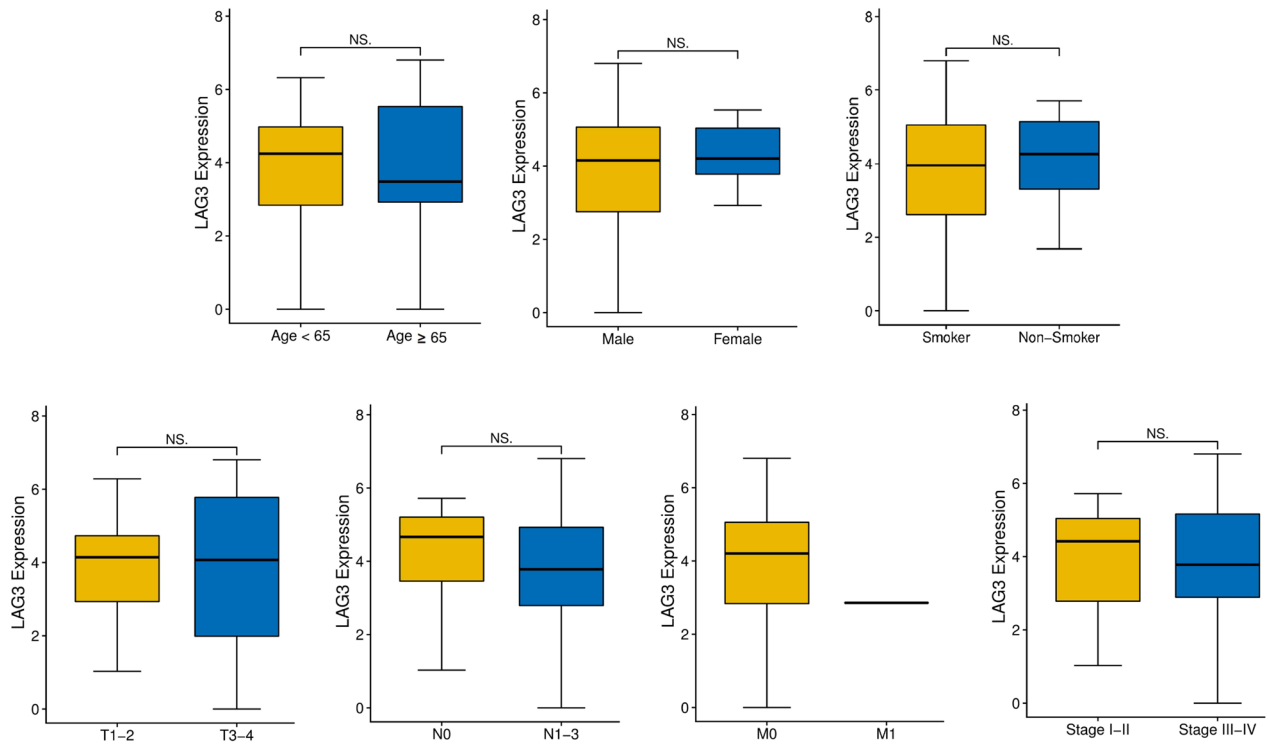 LAG3 Expression
8
6
4
2
0
NS.
Age < 65
Age ≥ 65
LAG3 Expression
8
6
4
2
0
NS.
Male
Female
LAG3 Expression
8
6
4
2
0
NS.
Smoker
Non−Smoker
LAG3 Expression
8
6
4
2
0
NS.
T1−2
T3−4
LAG3 Expression
8
6
4
2
0
NS.
N0
N1−3
LAG3 Expression
8
6
4
2
0
M0
M1
LAG3 Expression
8
6
4
2
0
NS.
Stage I−II
Stage III−IV